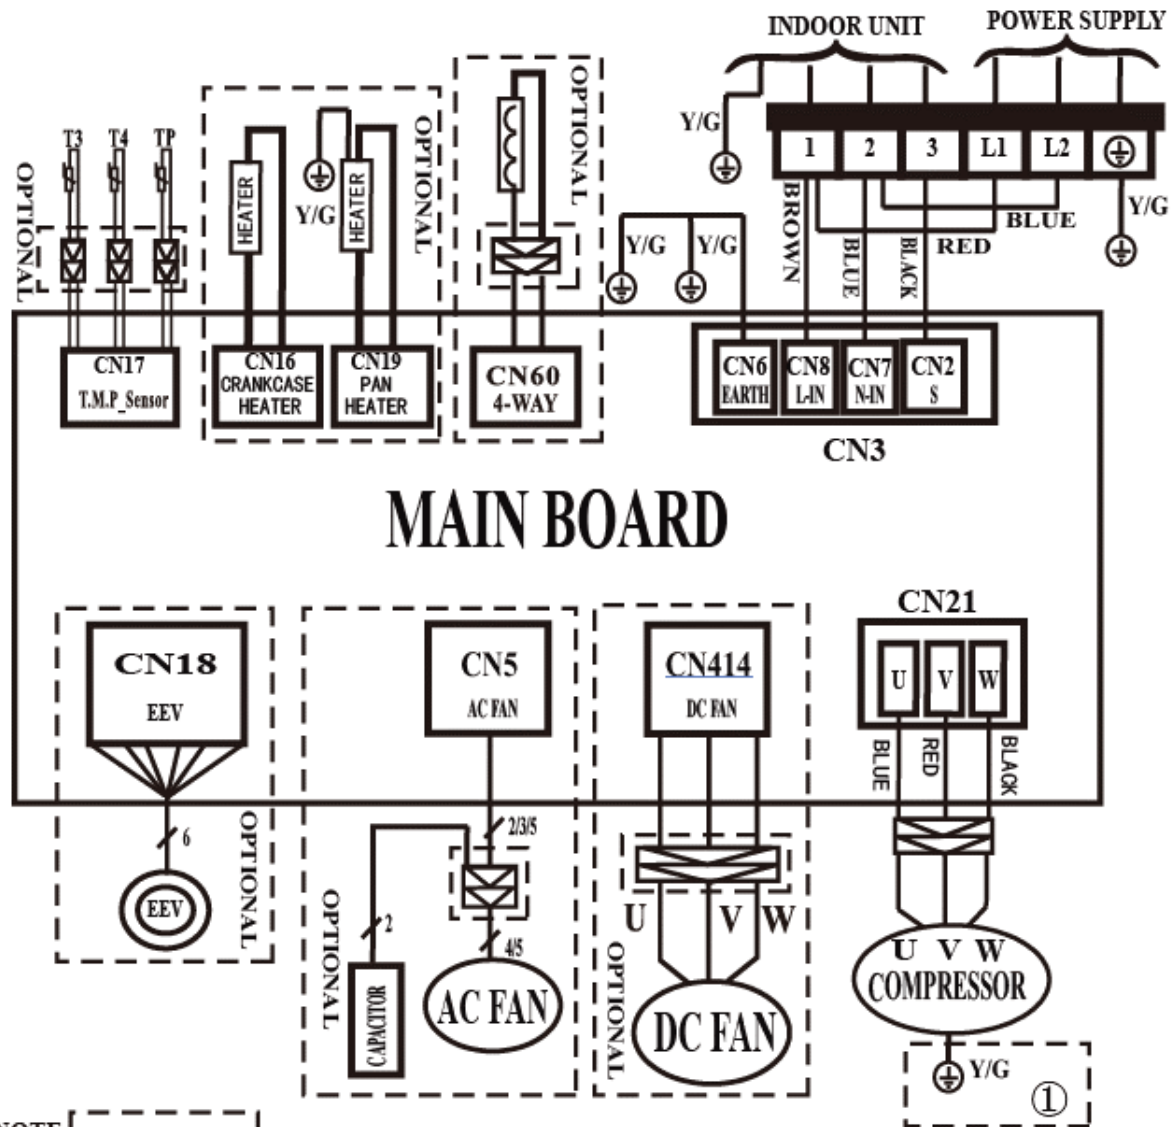 INDOOR UNIT
POWER SUPPLY
OPTIONAL
OPTIONAL
T3 T4 TP
Y/G
1 2 3 L1 L2
OPTIONAL
HEATER
HEATER
Y/G
BROWN
BLUE
Y/G
Y/G
Y/G
RED
BLUE
BLACK
CN17
T.M.P_Sensor
CN16
CRANKCASE
HEATER
CN19
PAN
HEATER
CN60
4-WAY
CN6
EARTH
CN8
L-IN
CN7
N-IN
CN2
S
CN3
MAIN BOARD
CN21
CN18
EEV
CN5
AC FAN
CN414
DC FAN
U V W
BLUE
RED
BLACK
6
EEV
OPTIONAL
2/3/5
OPTIONAL
2
4/5
CAPACITOR
AC FAN
U V W
OPTIONAL
DC FAN
U V W
COMPRESSOR
Y/G
①
NOTE